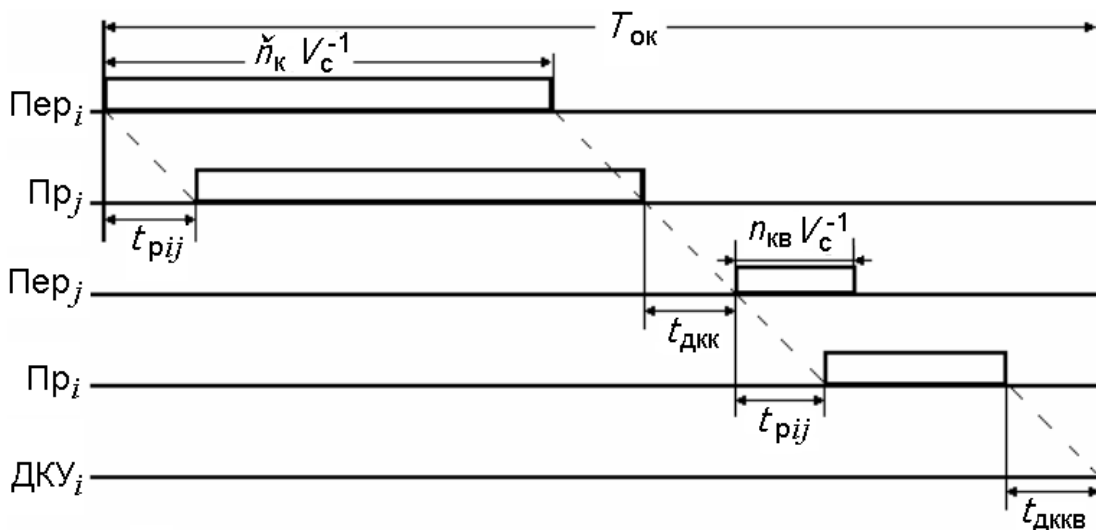 T_ок
ň_к V_с^-1
Пер_i
Пр_j
t_рij
n_кв V_с^-1
Пер_j
t_дкк
Пр_i
t_рij
ДКУ_i
t_дккв